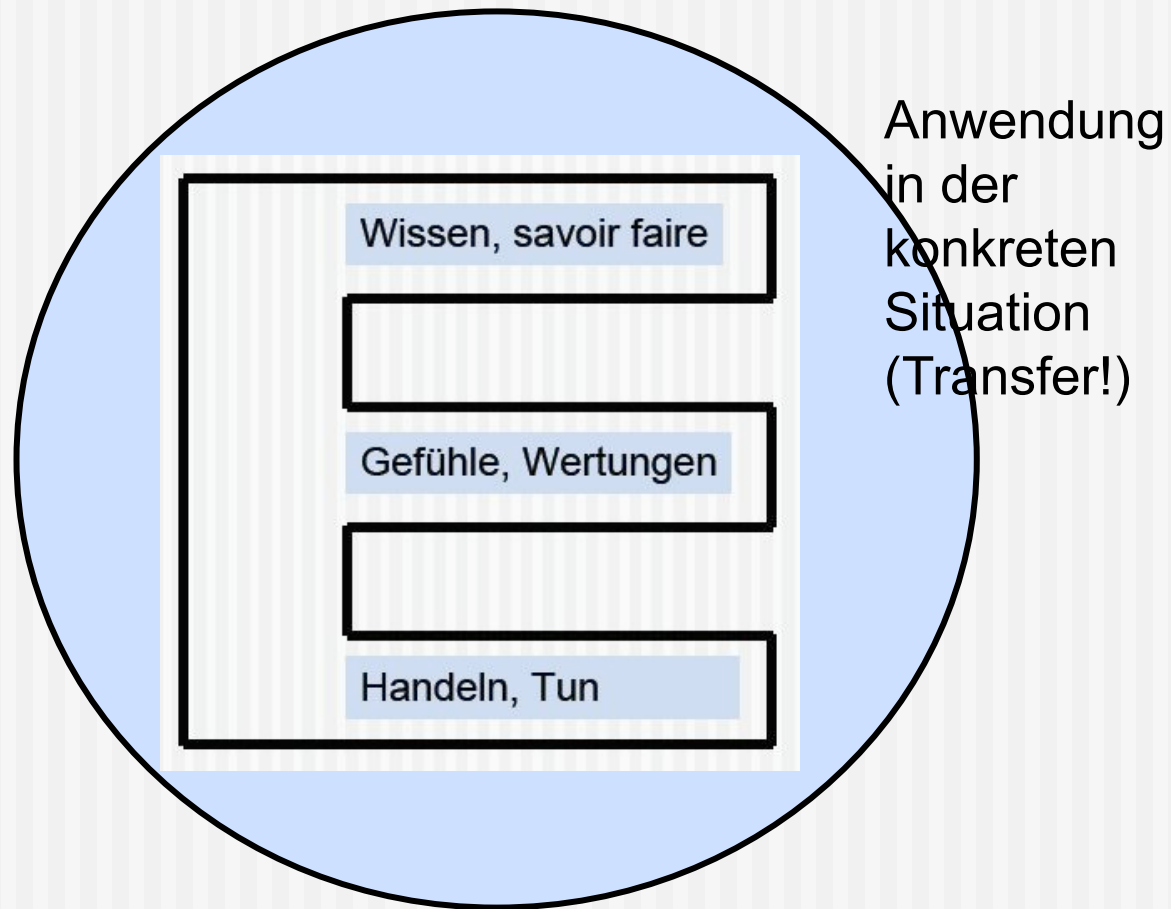 Wissen, savoir faire
Gefühle, Wertungen
Handeln, Tun
Anwendung
in der
konkreten
Situation
(Transfer!)